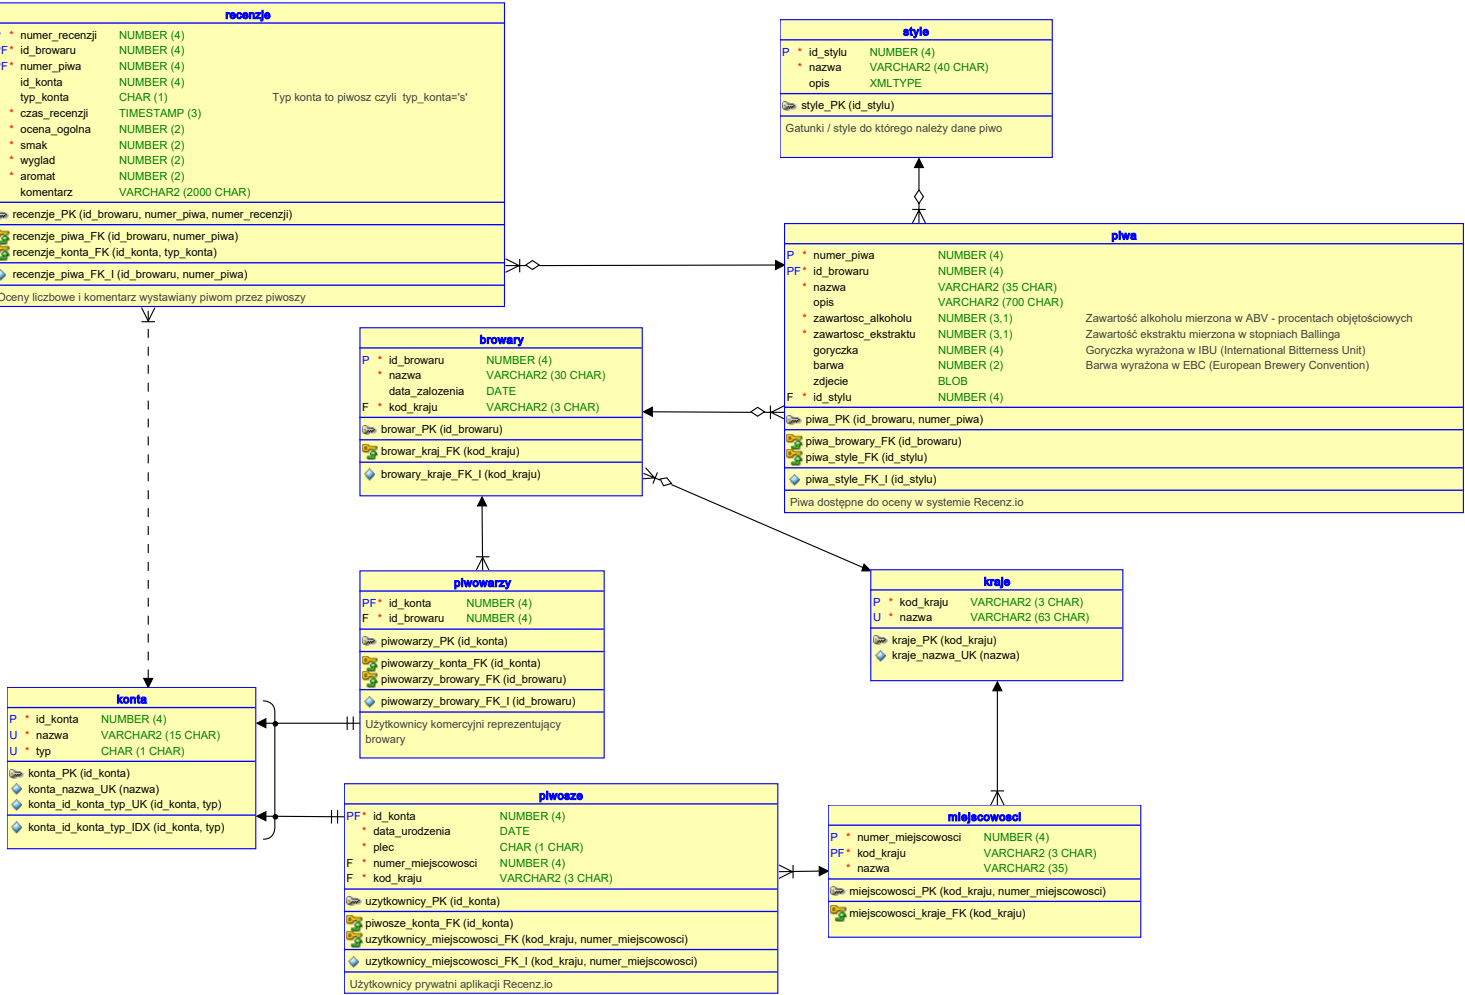 recenzje
* numer_recenzji NUMBER (4)
F * id_browaru NUMBER (4)
F * numer_piwa NUMBER (4)
id_konta NUMBER (4)
typ_konta CHAR (1) Typ konta to piwosz czyli typ_konta='s'
* czas_recenzji TIMESTAMP (3)
* ocena_ogolna NUMBER (2)
* smak NUMBER (2)
* wyglad NUMBER (2)
* aromat NUMBER (2)
komentarz VARCHAR2 (2000 CHAR)
recenzje_PK (id_browaru, numer_piwa, numer_recenzji)
recenzje_piwa_FK (id_browaru, numer_piwa)
recenzje_konta_FK (id_konta, typ_konta)
recenzje_piwa_FK_I (id_browaru, numer_piwa)
Oceny liczbowe i komentarz wystawiany piwom przez piwoszy
style
P * id_stylu NUMBER (4)
* nazwa VARCHAR2 (40 CHAR)
opis XMLTYPE
style_PK (id_stylu)
Gatunki / style do którego należy dane piwo
piwa
P * numer_piwa NUMBER (4)
PF * id_browaru NUMBER (4)
* nazwa VARCHAR2 (35 CHAR)
opis VARCHAR2 (700 CHAR)
* zawartosc_alkoholu NUMBER (3,1) Zawartość alkoholu mierzona w ABV - procentach objętościowych
* zawartosc_ekstraktu NUMBER (3,1) Zawartość ekstraktu mierzona w stopniach Ballinga
goryczka NUMBER (4) Goryczka wyrażona w IBU (International Bitterness Unit)
barwa NUMBER (2) Barwa wyrażona w EBC (European Brewery Convention)
zdjecie BLOB
F * id_stylu NUMBER (4)
piwa_PK (id_browaru, numer_piwa)
piwa_browary_FK (id_browaru)
piwa_style_FK (id_stylu)
piwa_style_FK_I (id_stylu)
Piwa dostępne do oceny w systemie Recenz.io
browary
P * id_browaru NUMBER (4)
* nazwa VARCHAR2 (30 CHAR)
data_zalozenia DATE
F * kod_kraju VARCHAR2 (3 CHAR)
browar_PK (id_browaru)
browar_kraj_FK (kod_kraju)
browary_kraje_FK_I (kod_kraju)
piwowarzy
PF * id_konta NUMBER (4)
F * id_browaru NUMBER (4)
piwowarzy_PK (id_konta)
piwowarzy_konta_FK (id_konta)
piwowarzy_browary_FK (id_browaru)
piwowarzy_browary_FK_I (id_browaru)
Użytkownicy komercyjni reprezentujący
browary
kraje
P * kod_kraju VARCHAR2 (3 CHAR)
U * nazwa VARCHAR2 (63 CHAR)
kraje_PK (kod_kraju)
kraje_nazwa_UK (nazwa)
konta
P * id_konta NUMBER (4)
U * nazwa VARCHAR2 (15 CHAR)
U * typ CHAR (1 CHAR)
konta_PK (id_konta)
konta_nazwa_UK (nazwa)
konta_id_konta_typ_UK (id_konta, typ)
konta_id_konta_typ_IDX (id_konta, typ)
piwosze
PF * id_konta NUMBER (4)
* data_urodzenia DATE
* plec CHAR (1 CHAR)
F * numer_miejscowosci NUMBER (4)
F * kod_kraju VARCHAR2 (3 CHAR)
uzytkownicy_PK (id_konta)
piwosze_konta_FK (id_konta)
uzytkownicy_miejscowosci_FK (kod_kraju, numer_miejscowosci)
uzytkownicy_miejscowosci_FK_I (kod_kraju, numer_miejscowosci)
Użytkownicy prywatni aplikacji Recenz.io
miejscowosci
P * numer_miejscowosci NUMBER (4)
PF * kod_kraju VARCHAR2 (3 CHAR)
* nazwa VARCHAR2 (35)
miejscowosci_PK (kod_kraju, numer_miejscowosci)
miejscowosci_kraje_FK (kod_kraju)